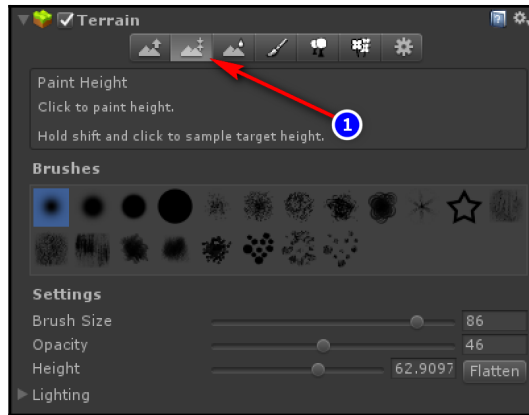 Terrain
1
Paint Height
Click to paint height.
Hold shift and click to sample target height.
Brushes
Settings
Brush Size 86
Opacity 46
Height 62.9097 Flatten
Lighting